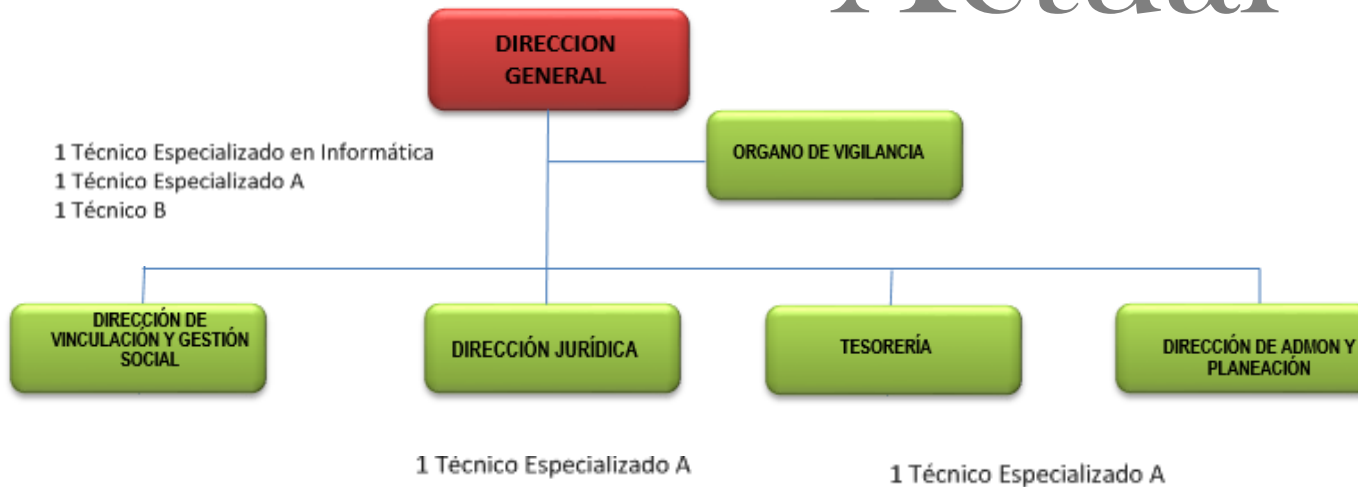 Actual
DIRECCION
GENERAL
1 Técnico Especializado en Informática
1 Técnico Especializado A
1 Técnico B
ORGANO DE VIGILANCIA
DIRECCIÓN DE
VINCULACIÓN Y GESTIÓN
SOCIAL
DIRECCIÓN JURÍDICA
TESORERÍA
DIRECCIÓN DE ADMON Y
PLANEACIÓN
1 Técnico Especializado A
1 Técnico Especializado A